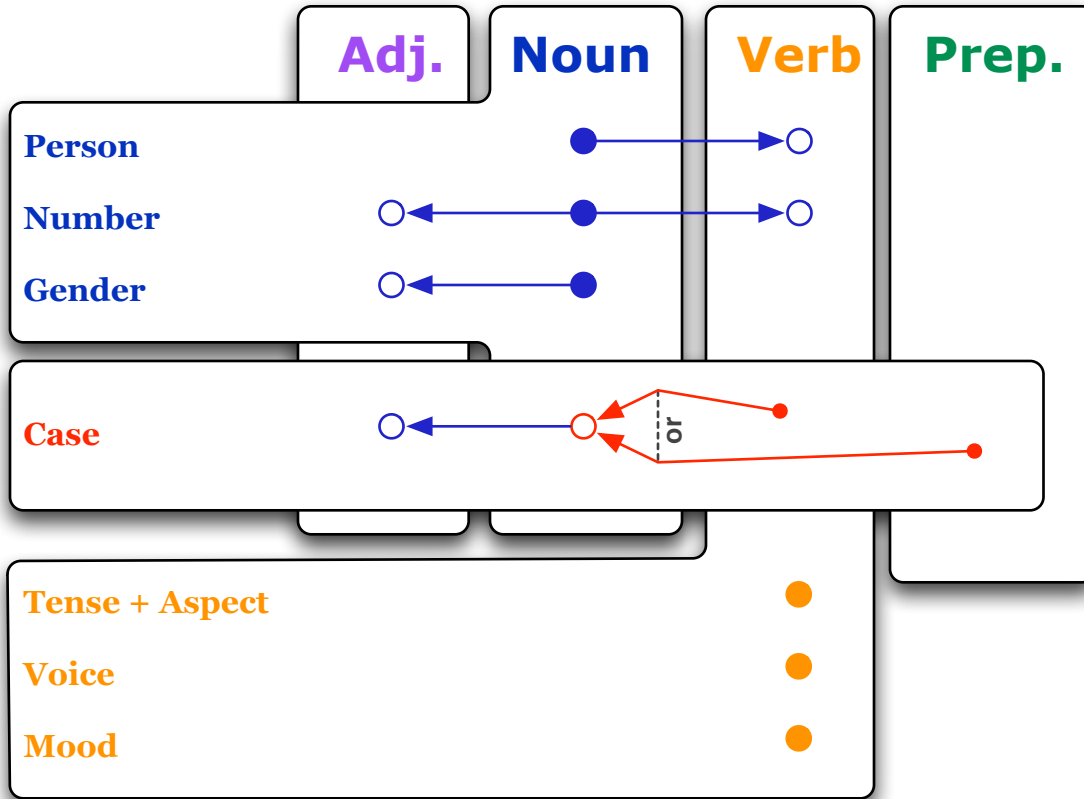 Adj. Noun Verb Prep.
Person
Number
Gender
Case
or
Tense + Aspect
Voice
Mood